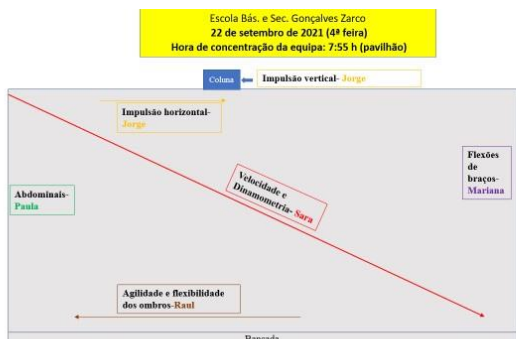 Escola Bás. e Sec. Gonçalves Zarco
22 de setembro de 2021 (4ª feira)
Hora de concentração da equipa: 7:55 h (pavilhão)
Coluna
Impulsão vertical- Jorge
Impulsão horizontal-
Jorge
Flexões
de
braços-
Mariana
Velocidade e
Dinamometria- Sara
Abdominais-
Paula
Agilidade e flexibilidade
dos ombros-Raul
Bancada